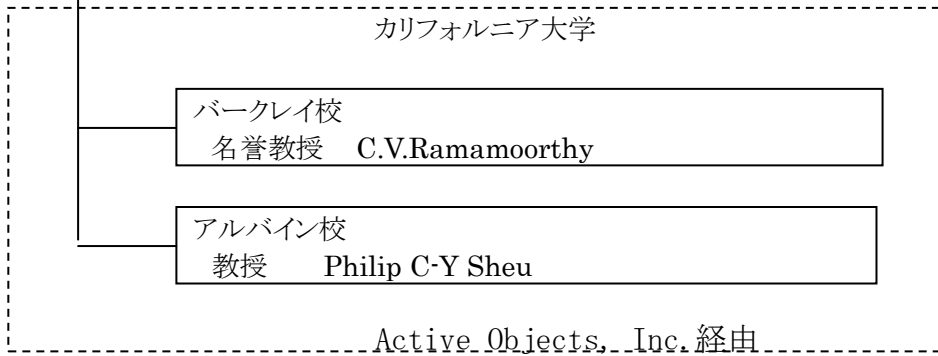 カリフォルニア大学
バークレイ校
名誉教授 C.V.Ramamoorthy
アルバイン校
教授 Philip C-Y Sheu
Active Objects, Inc.経由